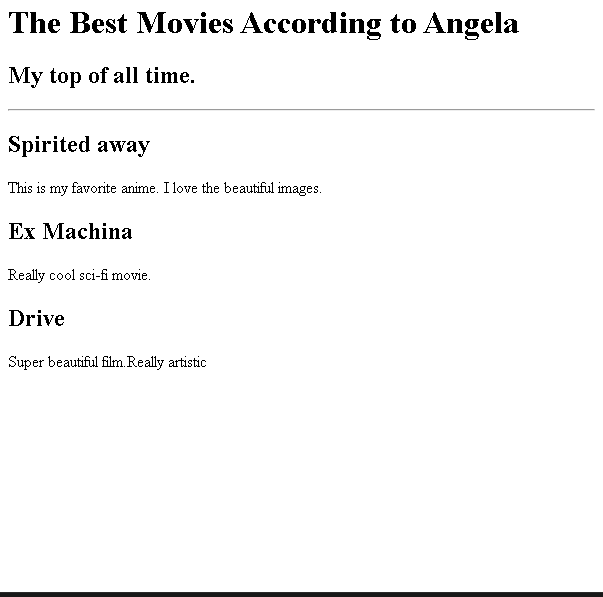 The Best Movies According to Angela
My top of all time.
Spirited away
This is my favorite anime. I love the beautiful images.
Ex Machina
Really cool sci-fi movie.
Drive
Super beautiful film.Really artistic